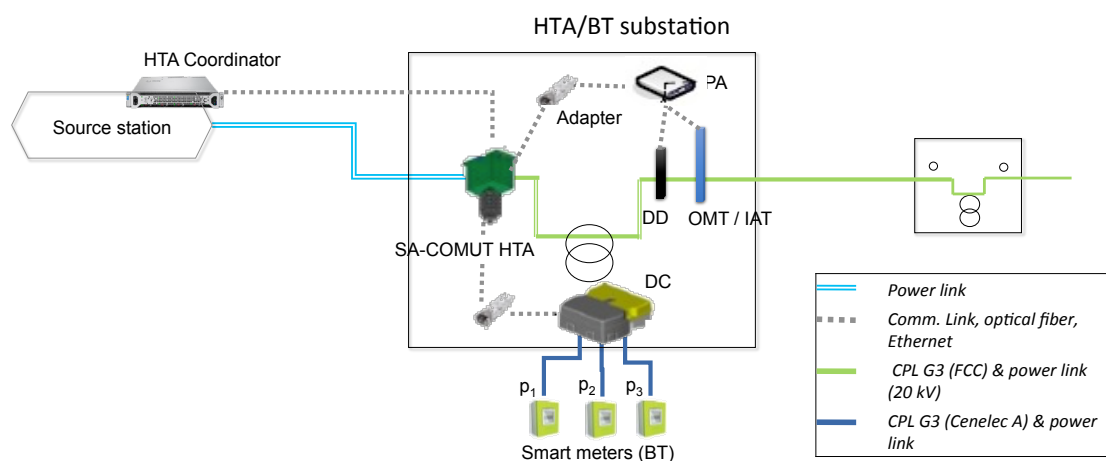 HTA/BT substation
HTA Coordinator
Source station
PA
Adapter
DD
OMT / IAT
SA-COMUT HTA
DC
p1
p2
p3
Smart meters (BT)
Power link
Comm. Link, optical fiber,
Ethernet
CPL G3 (FCC) & power link
(20 kV)
CPL G3 (Cenelec A) & power
link